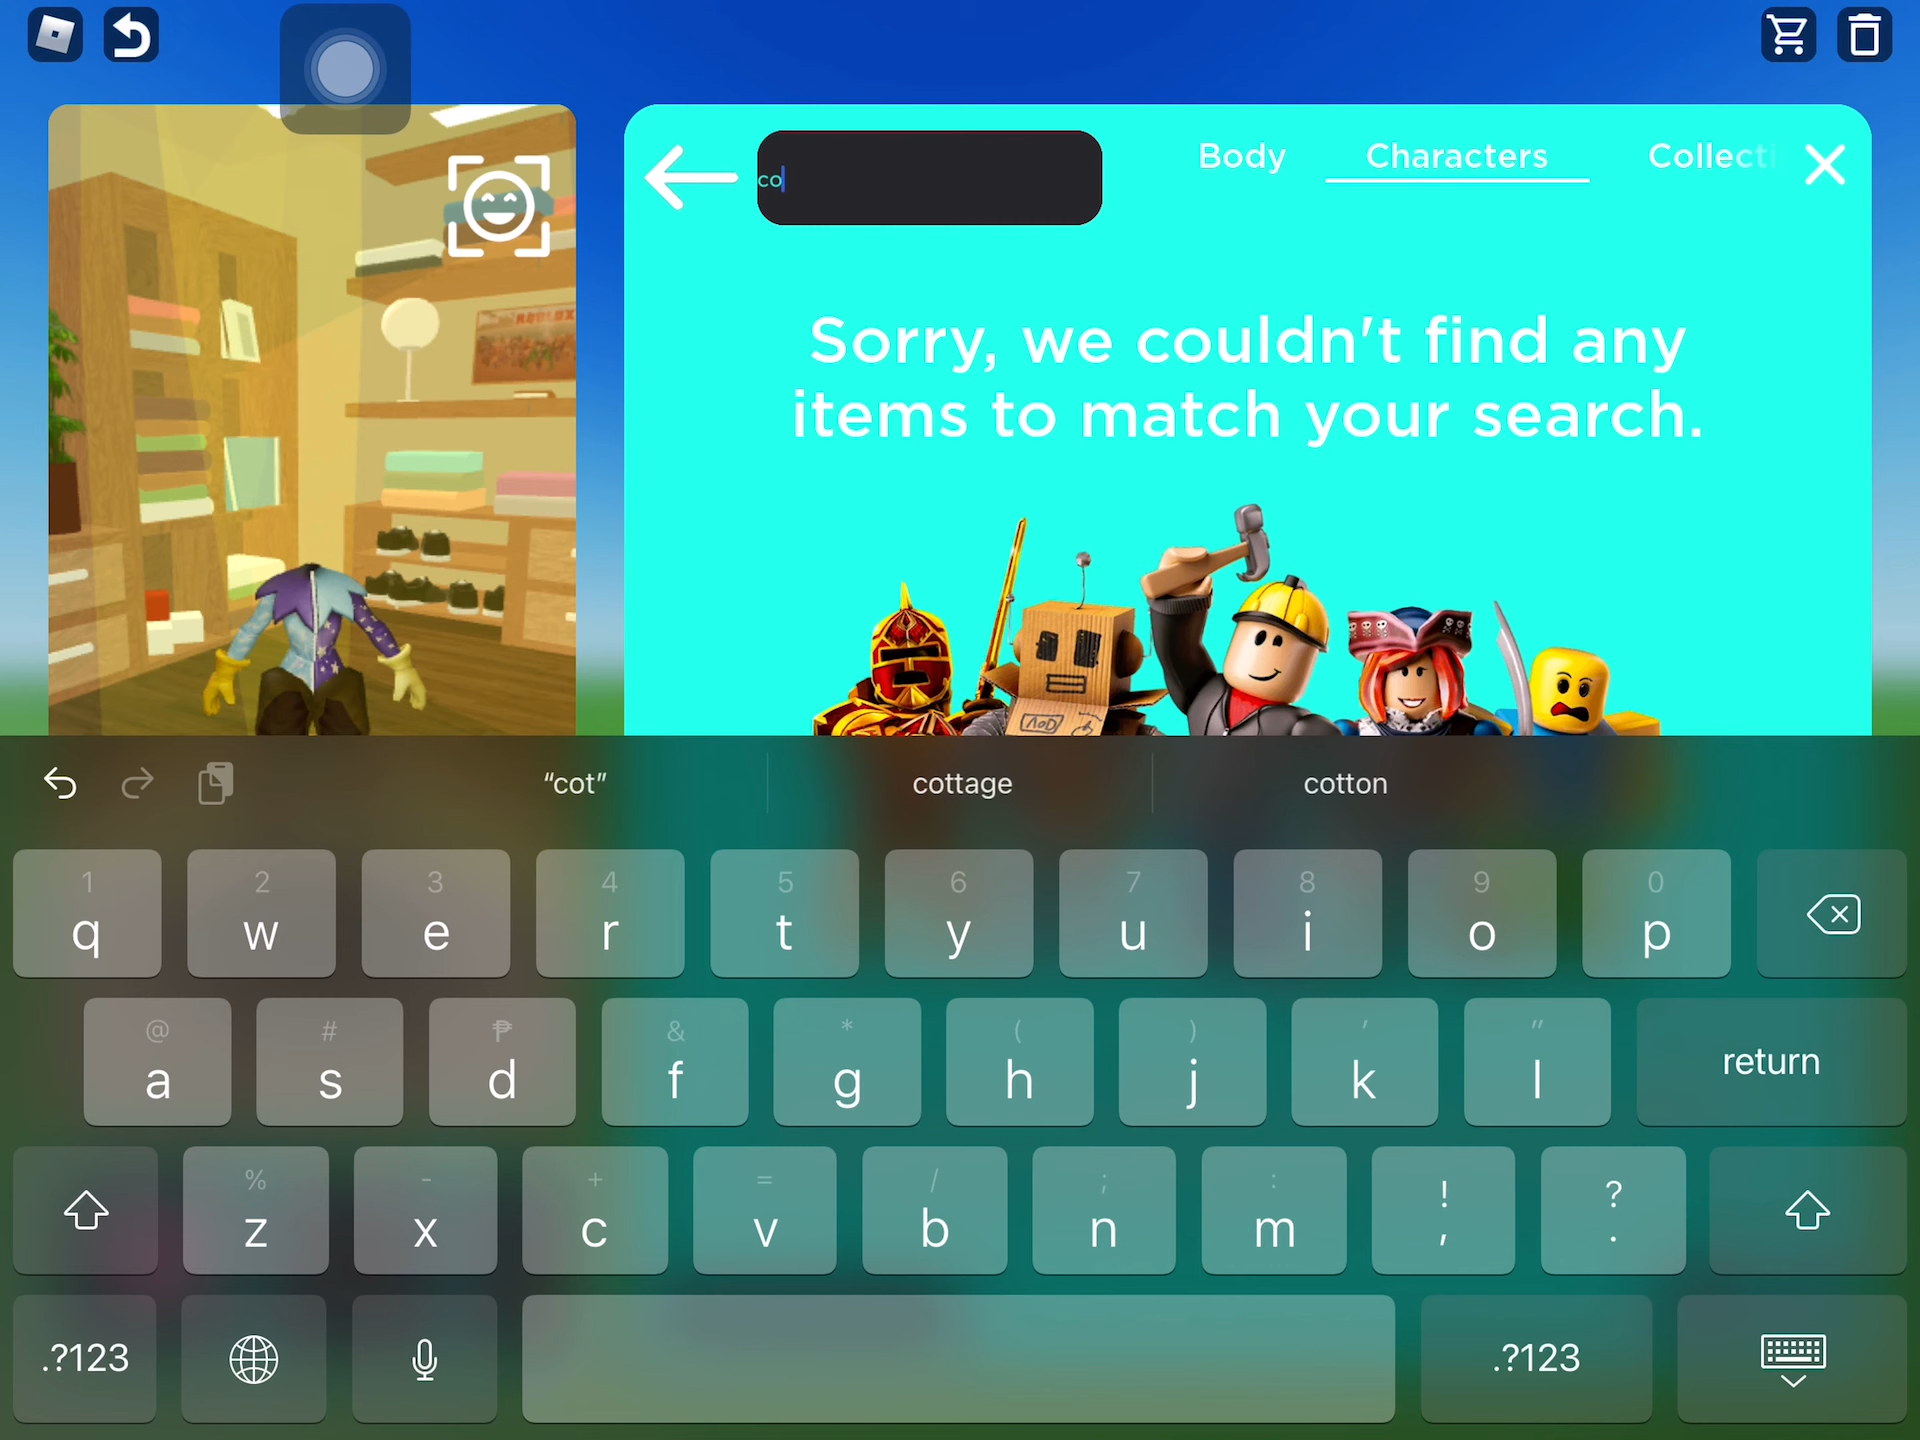 co
Body
Characters
Collecti
Sorry, we couldn't find any
items to match your search.
ROBLOX
“cot”
cottage
cotton
1 2 3 4 5 6 7 8 9 0
q w e r t y u i o p
@ # ₱ & * ( ) ' "
a s d f g h j k l return
% - + = / ; : ! ?
z x c v b n m , .
.?123 .?123